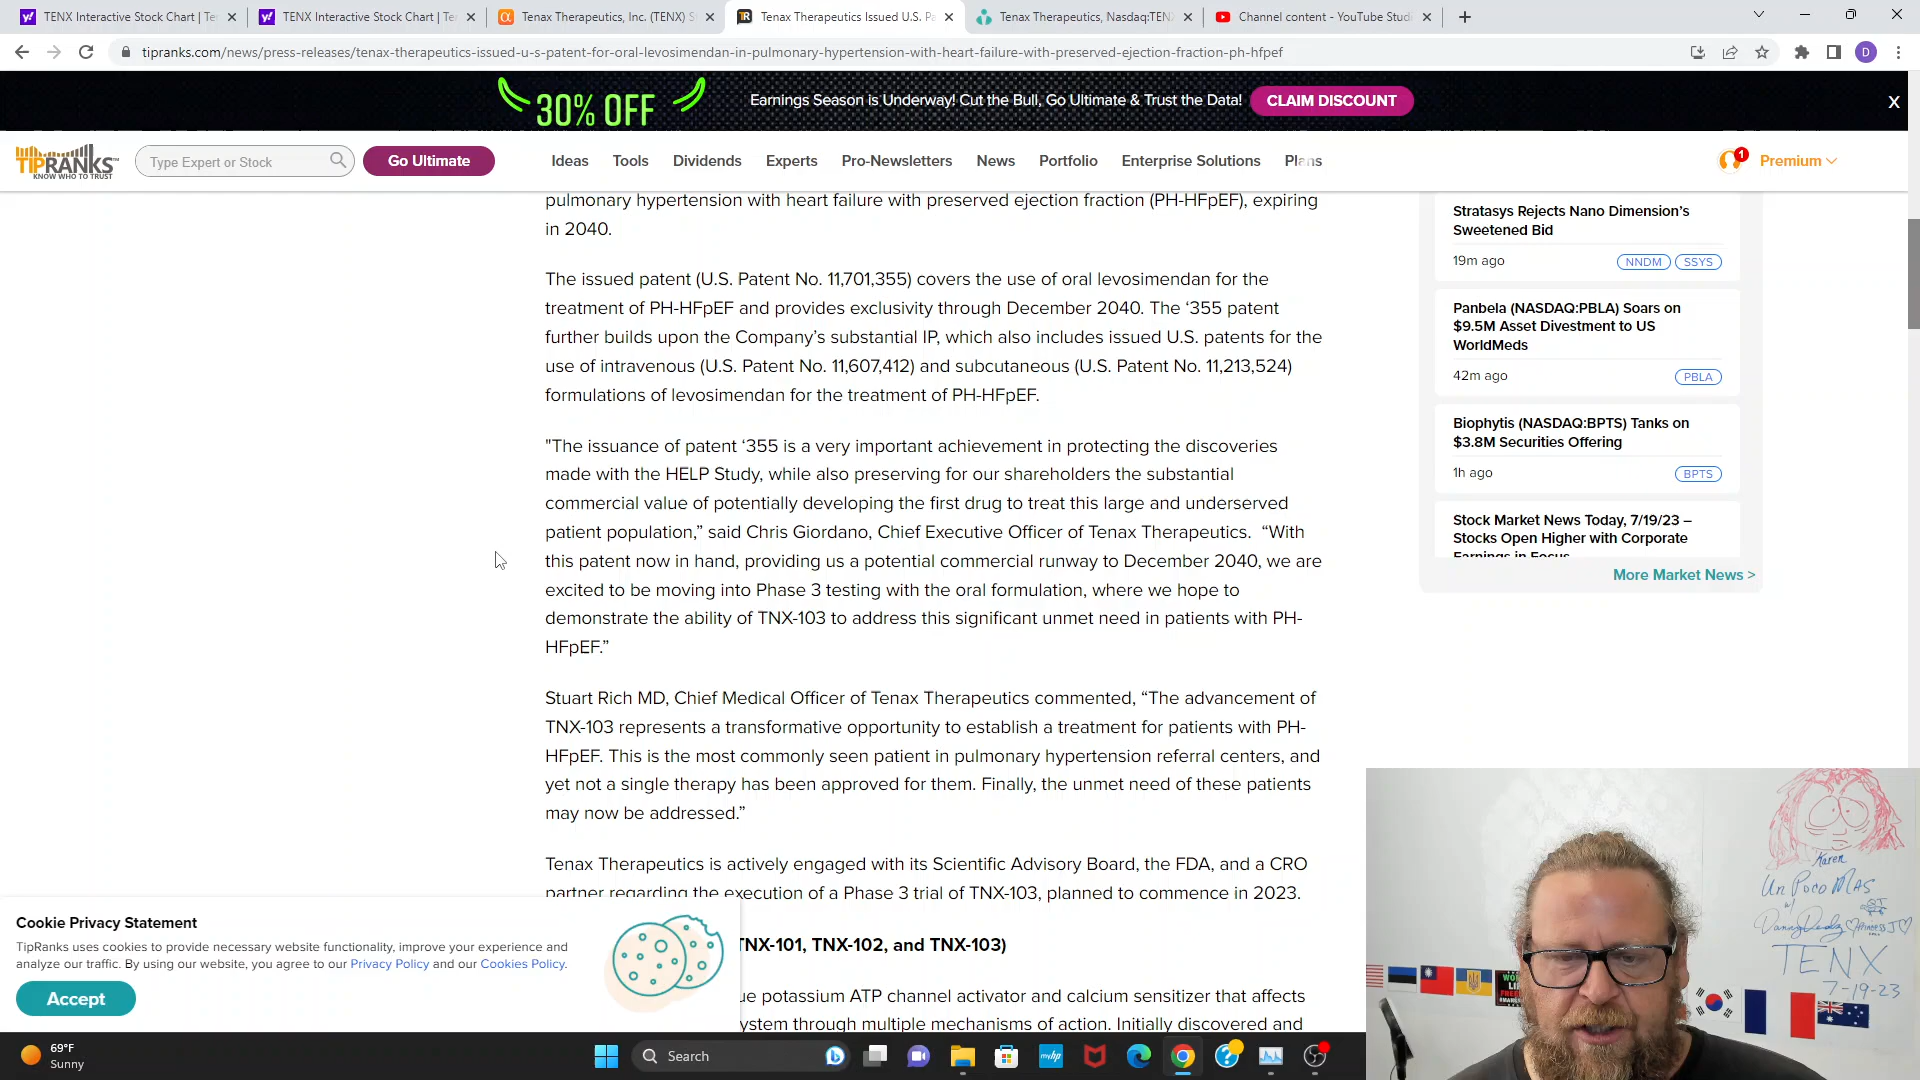 TENX Interactive Stock Chart | Te
TENX Interactive Stock Chart | Te
Tenax Therapeutics, Inc. (TENX) S
Tenax Therapeutics Issued U.S. Pa
Tenax Therapeutics, Nasdaq:TENX
Channel content - YouTube Studi
tipranks.com/news/press-releases/tenax-therapeutics-issued-u-s-patent-for-oral-levosimendan-in-pulmonary-hypertension-with-heart-failure-with-preserved-ejection-fraction-ph-hfpef
D
30% OFF
Earnings Season is Underway! Cut the Bull, Go Ultimate & Trust the Data!
CLAIM DISCOUNT
X
TIPRANKS
KNOW WHO TO TRUST
Type Expert or Stock
Go Ultimate
Ideas
Tools
Dividends
Experts
Pro-Newsletters
News
Portfolio
Enterprise Solutions
Plans
1
Premium
pulmonary hypertension with heart failure with preserved ejection fraction (PH-HFpEF), expiring
in 2040.
The issued patent (U.S. Patent No. 11,701,355) covers the use of oral levosimendan for the
treatment of PH-HFpEF and provides exclusivity through December 2040. The ‘355 patent
further builds upon the Company’s substantial IP, which also includes issued U.S. patents for the
use of intravenous (U.S. Patent No. 11,607,412) and subcutaneous (U.S. Patent No. 11,213,524)
formulations of levosimendan for the treatment of PH-HFpEF.
"The issuance of patent ‘355 is a very important achievement in protecting the discoveries
made with the HELP Study, while also preserving for our shareholders the substantial
commercial value of potentially developing the first drug to treat this large and underserved
patient population,” said Chris Giordano, Chief Executive Officer of Tenax Therapeutics.  “With
this patent now in hand, providing us a potential commercial runway to December 2040, we are
excited to be moving into Phase 3 testing with the oral formulation, where we hope to
demonstrate the ability of TNX-103 to address this significant unmet need in patients with PH-
HFpEF.”
Stuart Rich MD, Chief Medical Officer of Tenax Therapeutics commented, “The advancement of
TNX-103 represents a transformative opportunity to establish a treatment for patients with PH-
HFpEF. This is the most commonly seen patient in pulmonary hypertension referral centers, and
yet not a single therapy has been approved for them. Finally, the unmet need of these patients
may now be addressed.”
Tenax Therapeutics is actively engaged with its Scientific Advisory Board, the FDA, and a CRO
partner regarding the execution of a Phase 3 trial of TNX-103, planned to commence in 2023.
TNX-101, TNX-102, and TNX-103)
ue potassium ATP channel activator and calcium sensitizer that affects
ystem through multiple mechanisms of action. Initially discovered and
Stratasys Rejects Nano Dimension’s
Sweetened Bid
19m ago
NNDM
SSYS
Panbela (NASDAQ:PBLA) Soars on
$9.5M Asset Divestment to US
WorldMeds
42m ago
PBLA
Biophytis (NASDAQ:BPTS) Tanks on
$3.8M Securities Offering
1h ago
BPTS
Stock Market News Today, 7/19/23 –
Stocks Open Higher with Corporate
Earnings in Focus
More Market News >
Cookie Privacy Statement
TipRanks uses cookies to provide necessary website functionality, improve your experience and
analyze our traffic. By using our website, you agree to our Privacy Policy and our Cookies Policy.
Accept
Karen
Un Poco Mas
w/
TENX
7-19-23
69°F
Sunny
Search
myhp